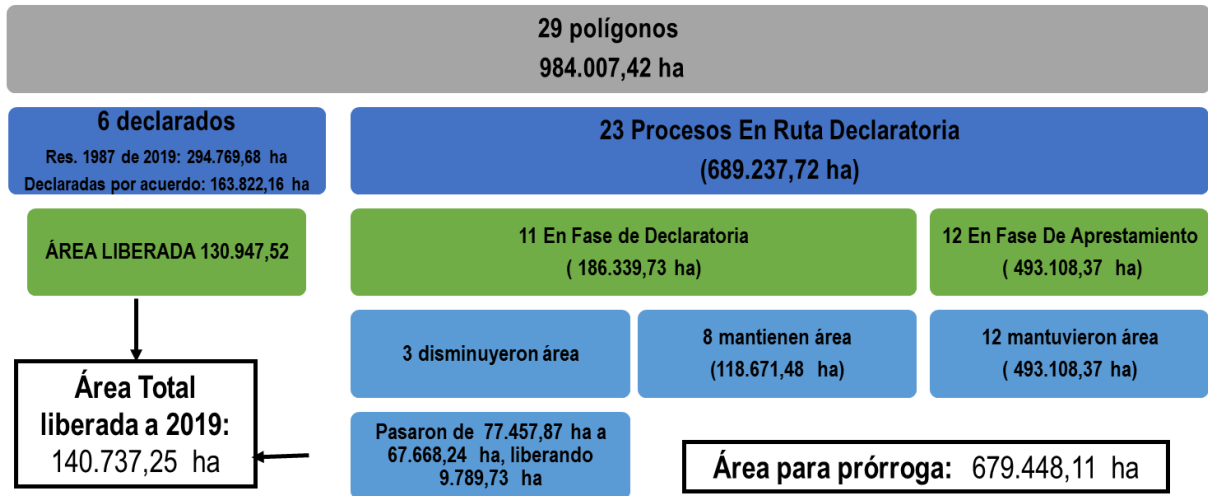 29 polígonos
984.007,42 ha
6 declarados
Res. 1987 de 2019: 294.769,68 ha
Declaradas por acuerdo: 163.822,16 ha
23 Procesos En Ruta Declaratoria
(689.237,72 ha)
ÁREA LIBERADA 130.947,52
11 En Fase de Declaratoria
( 186.339,73 ha)
12 En Fase De Aprestamiento
( 493.108,37 ha)
3 disminuyeron área
8 mantienen área
(118.671,48 ha)
12 mantuvieron área
( 493.108,37 ha)
Área Total
liberada a 2019:
140.737,25 ha
Pasaron de 77.457,87 ha a
67.668,24 ha, liberando
9.789,73 ha
Área para prórroga: 679.448,11 ha